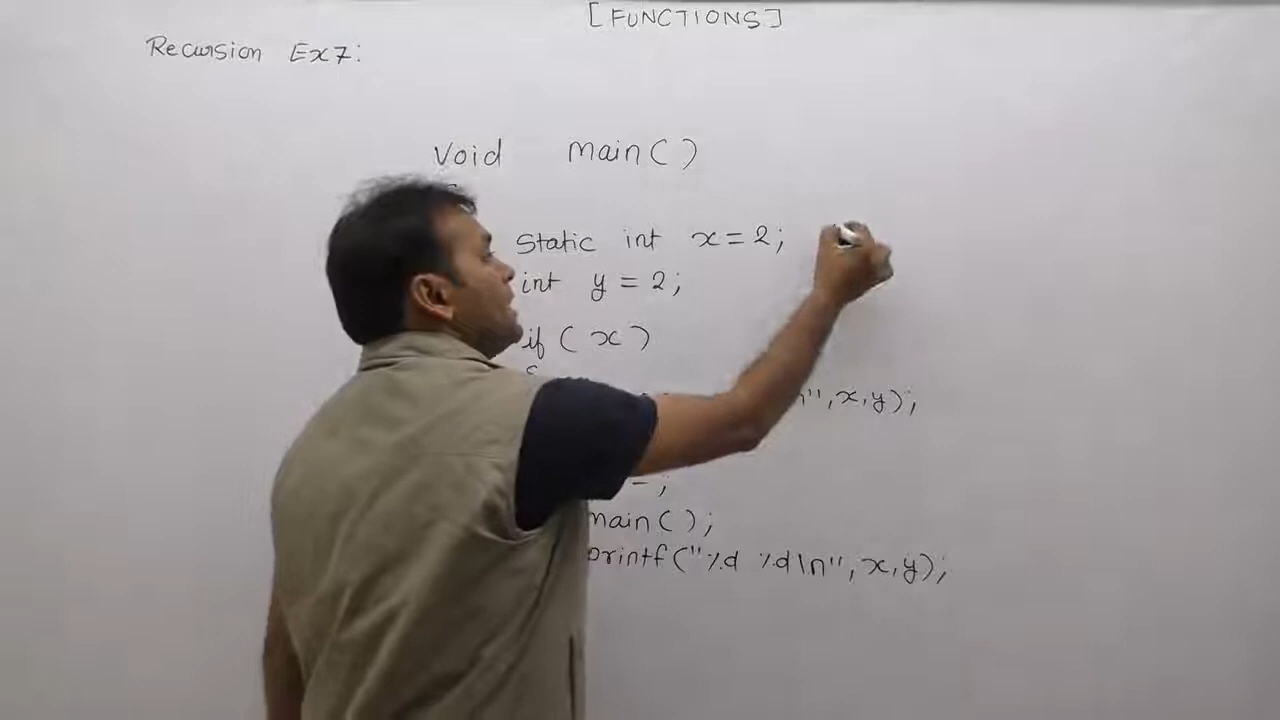 [FUNCTIONS]
Recursion Ex7:
Void main()
static int x=2;
int y = 2;
if ( x )
{
n", x, y);
-;
main();
printf("%d %d\n", x, y);